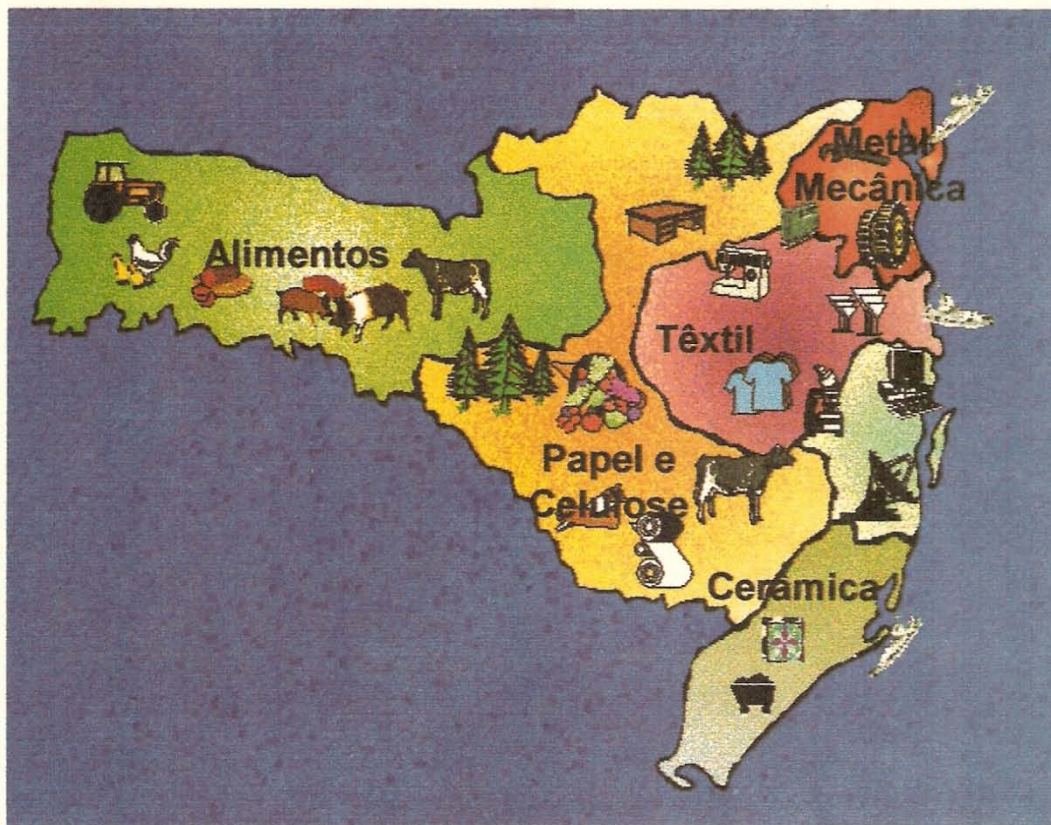 Metal
Mecânica
Alimentos
Têxtil
Papel e
Celulose
Cerâmica